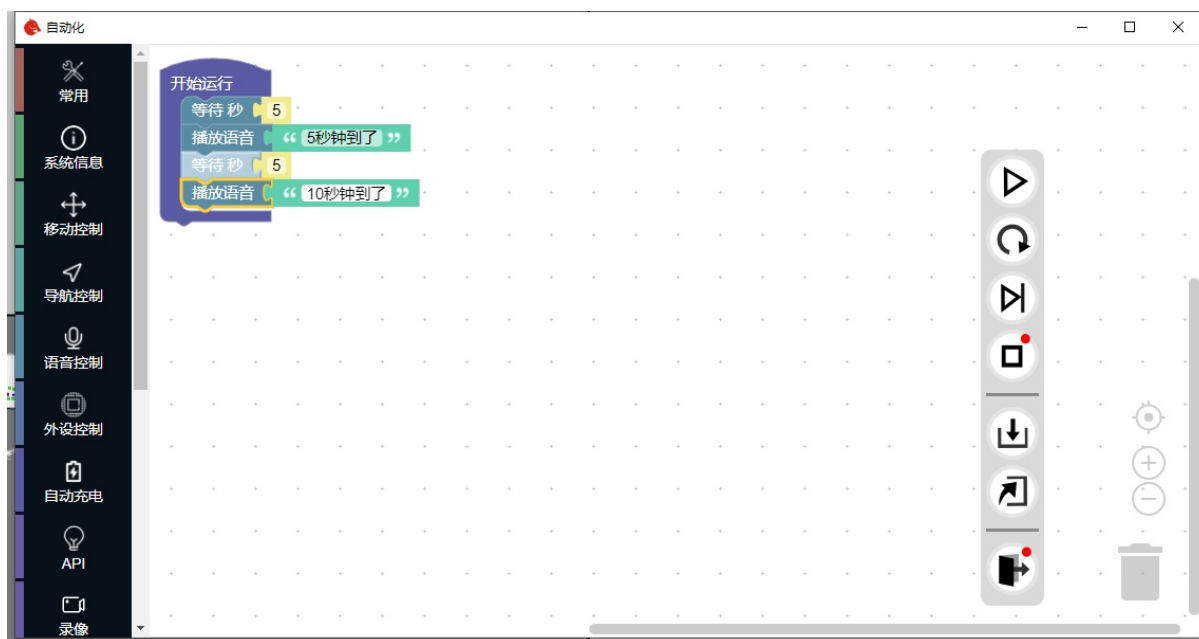 自动化
常用
系统信息
移动控制
导航控制
语音控制
外设控制
自动充电
API
录像
开始运行
等待 秒 5
播放语音 “ 5秒钟到了 ”
等待 秒 5
播放语音 “ 10秒钟到了 ”